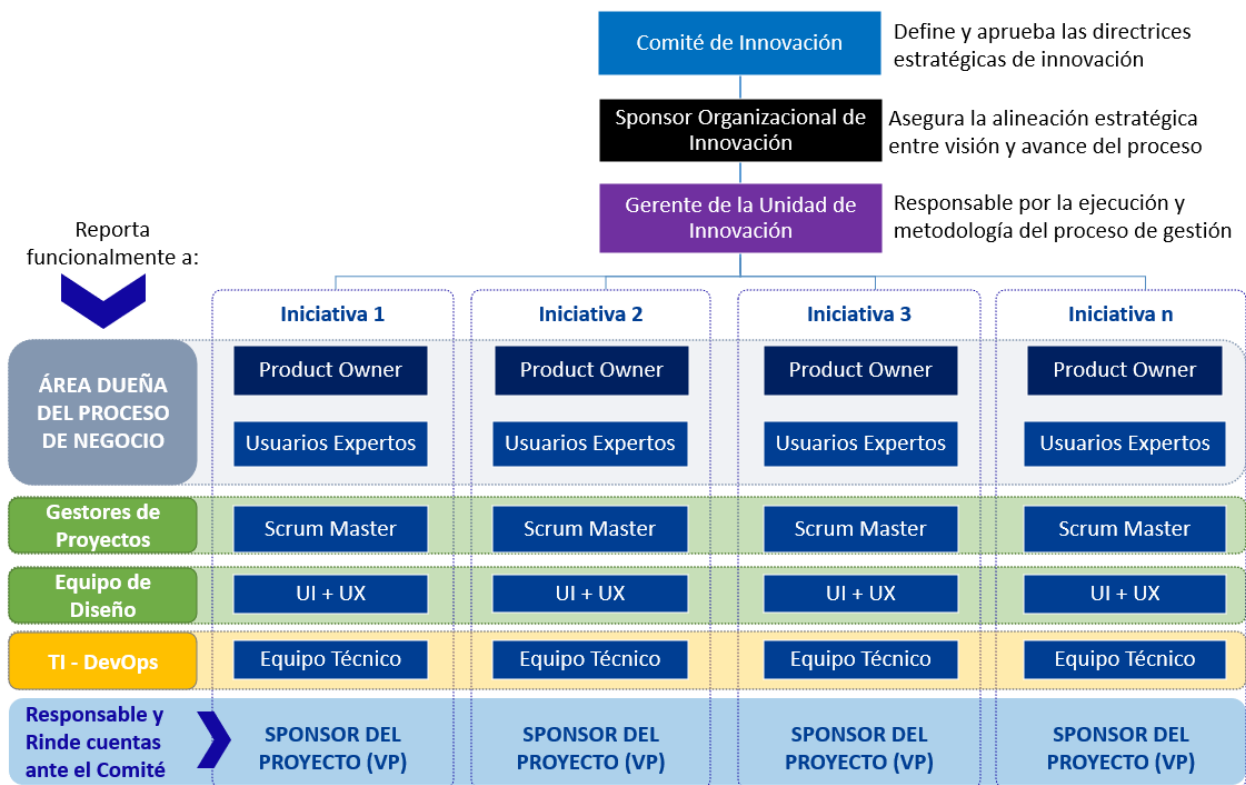 Comité de Innovación
Define y aprueba las directrices
estratégicas de innovación
Sponsor Organizacional de
Innovación
Asegura la alineación estratégica
entre visión y avance del proceso
Gerente de la Unidad de
Innovación
Responsable por la ejecución y
metodología del proceso de gestión
Reporta
funcionalmente a:
Iniciativa 1
Iniciativa 2
Iniciativa 3
Iniciativa n
ÁREA DUEÑA
DEL PROCESO
DE NEGOCIO
Product Owner
Product Owner
Product Owner
Product Owner
Usuarios Expertos
Usuarios Expertos
Usuarios Expertos
Usuarios Expertos
Gestores de
Proyectos
Scrum Master
Scrum Master
Scrum Master
Scrum Master
Equipo de
Diseño
UI + UX
UI + UX
UI + UX
UI + UX
TI - DevOps
Equipo Técnico
Equipo Técnico
Equipo Técnico
Equipo Técnico
Responsable y
Rinde cuentas
ante el Comité
SPONSOR DEL
PROYECTO (VP)
SPONSOR DEL
PROYECTO (VP)
SPONSOR DEL
PROYECTO (VP)
SPONSOR DEL
PROYECTO (VP)